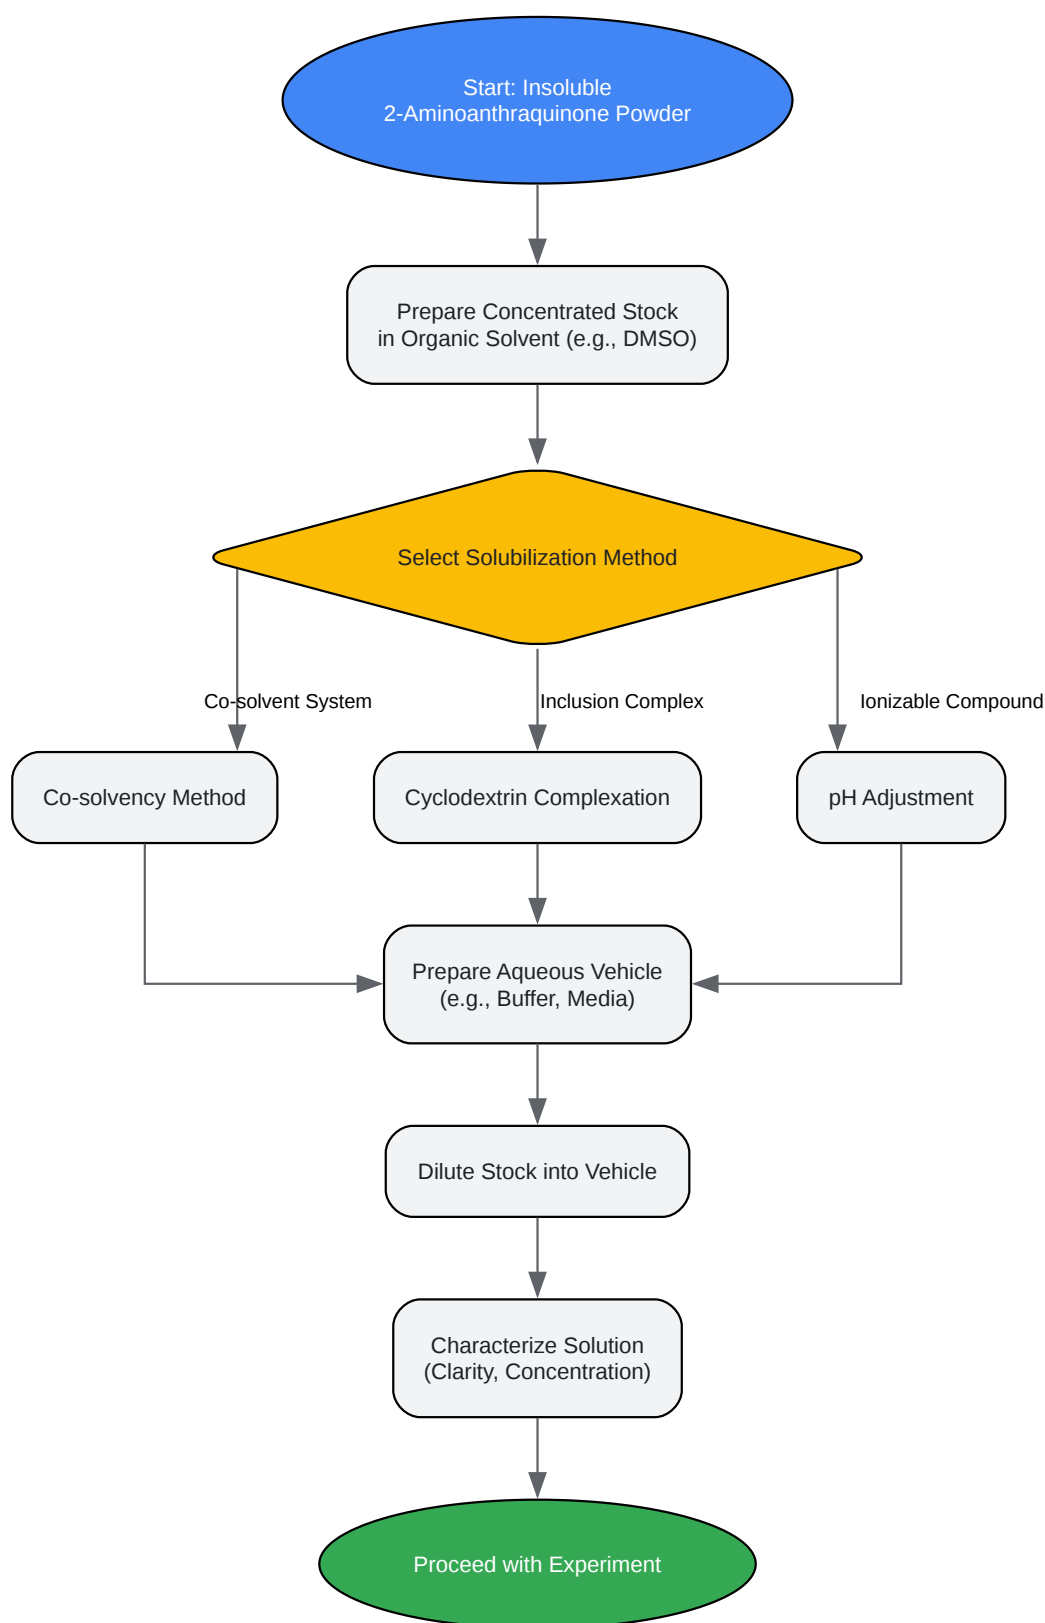 Start: Insoluble
2-Aminoanthraquinone Powder
Prepare Concentrated Stock
in Organic Solvent (e.g., DMSO)
Select Solubilization Method
Co-solvent System
Inclusion Complex
Ionizable Compound
Co-solvency Method
Cyclodextrin Complexation
pH Adjustment
Prepare Aqueous Vehicle
(e.g., Buffer, Media)
Dilute Stock into Vehicle
Characterize Solution
(Clarity, Concentration)
Proceed with Experiment